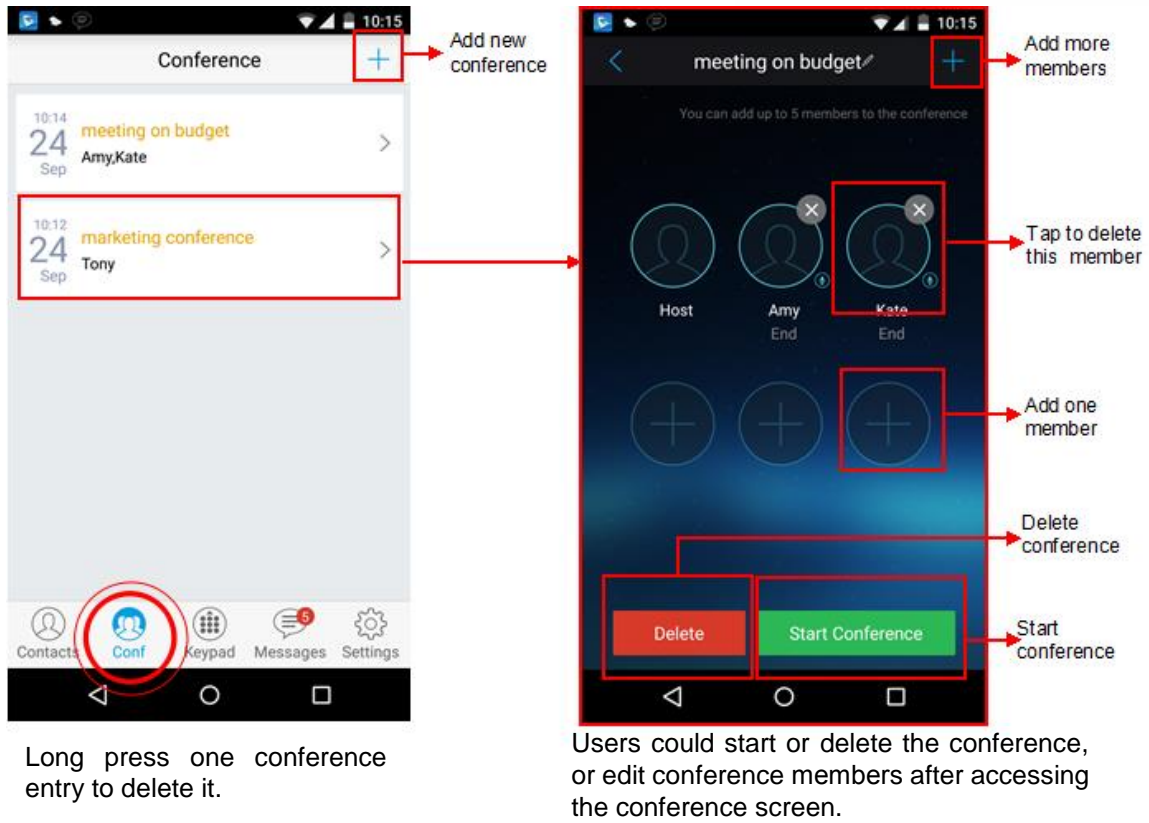 10:15
Conference
+
Add new
conference
10:14
24
Sep
meeting on budget
Amy,Kate
10:12
24
Sep
marketing conference
Tony
Contacts
Conf
Keypad
5
Messages
Settings
Long press one conference
entry to delete it.
10:15
meeting on budget
+
Add more
members
You can add up to 5 members to the conference
Tap to delete
this member
Host
Amy
Kate
End
End
Add one
member
Delete
conference
Delete
Start Conference
Start
conference
Users could start or delete the conference,
or edit conference members after accessing
the conference screen.